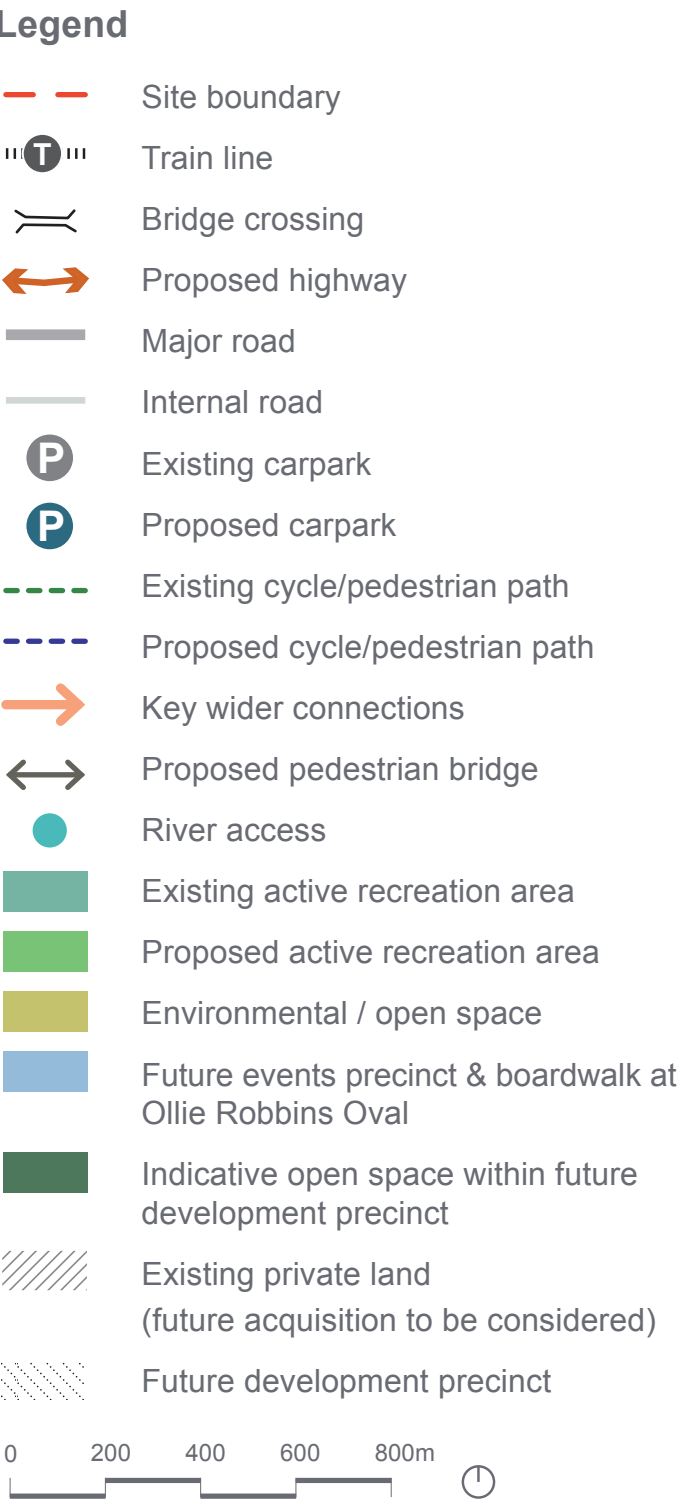 Legend
Site boundary
T
Train line
Bridge crossing
Proposed highway
Major road
Internal road
P
Existing carpark
P
Proposed carpark
Existing cycle/pedestrian path
Proposed cycle/pedestrian path
Key wider connections
Proposed pedestrian bridge
River access
Existing active recreation area
Proposed active recreation area
Environmental / open space
Future events precinct & boardwalk at
Ollie Robbins Oval
Indicative open space within future
development precinct
Existing private land
(future acquisition to be considered)
Future development precinct
0 200 400 600 800m